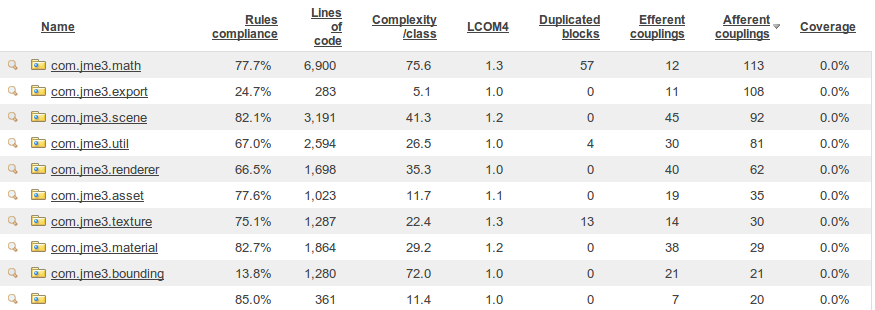 Name Rules compliance Lines of code Complexity /class LCOM4 Duplicated blocks Efferent couplings Afferent couplings Coverage
com.jme3.math 77.7% 6,900 75.6 1.3 57 12 113 0.0%
com.jme3.export 24.7% 283 5.1 1.0 0 11 108 0.0%
com.jme3.scene 82.1% 3,191 41.3 1.2 0 45 92 0.0%
com.jme3.util 67.0% 2,594 26.5 1.0 4 30 81 0.0%
com.jme3.renderer 66.5% 1,698 35.3 1.0 0 40 62 0.0%
com.jme3.asset 77.6% 1,023 11.7 1.1 0 19 35 0.0%
com.jme3.texture 75.1% 1,287 22.4 1.3 13 14 30 0.0%
com.jme3.material 82.7% 1,864 29.2 1.2 0 38 29 0.0%
com.jme3.bounding 13.8% 1,280 72.0 1.0 0 21 21 0.0%
85.0% 361 11.4 1.0 0 7 20 0.0%